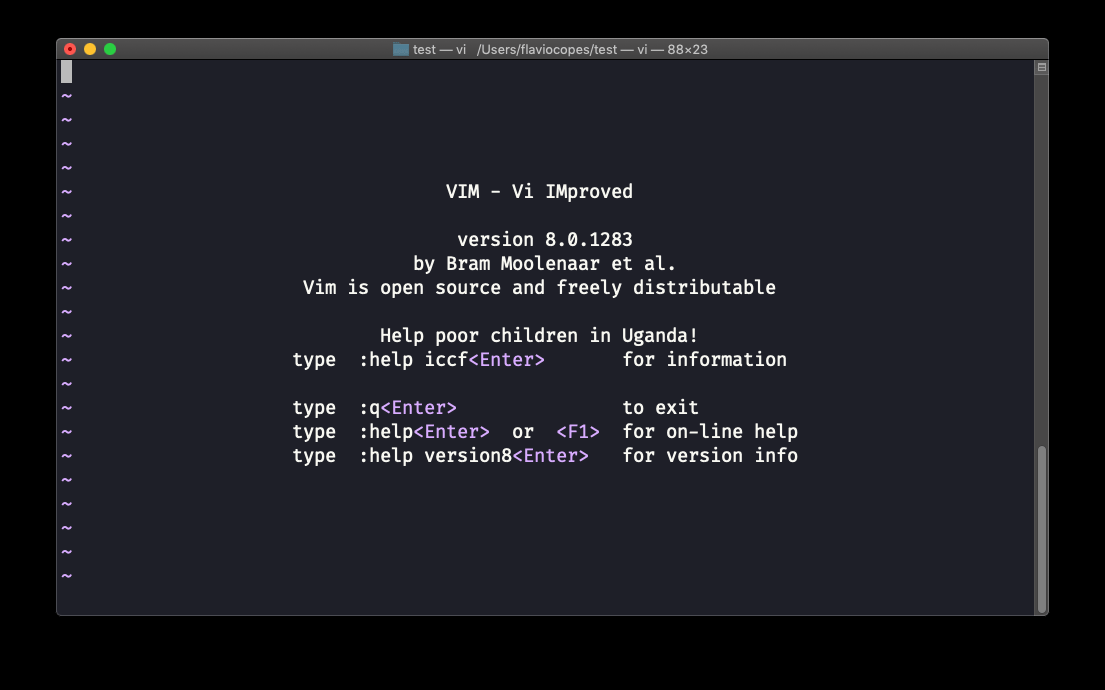 test — vi /Users/flaviocopes/test — vi — 88×23
~
~
~
~
~ VIM - Vi IMproved
~
~ version 8.0.1283
~ by Bram Moolenaar et al.
~ Vim is open source and freely distributable
~
~ Help poor children in Uganda!
~ type :help iccf<Enter> for information
~
~ type :q<Enter> to exit
~ type :help<Enter> or <F1> for on-line help
~ type :help version8<Enter> for version info
~
~
~
~
~